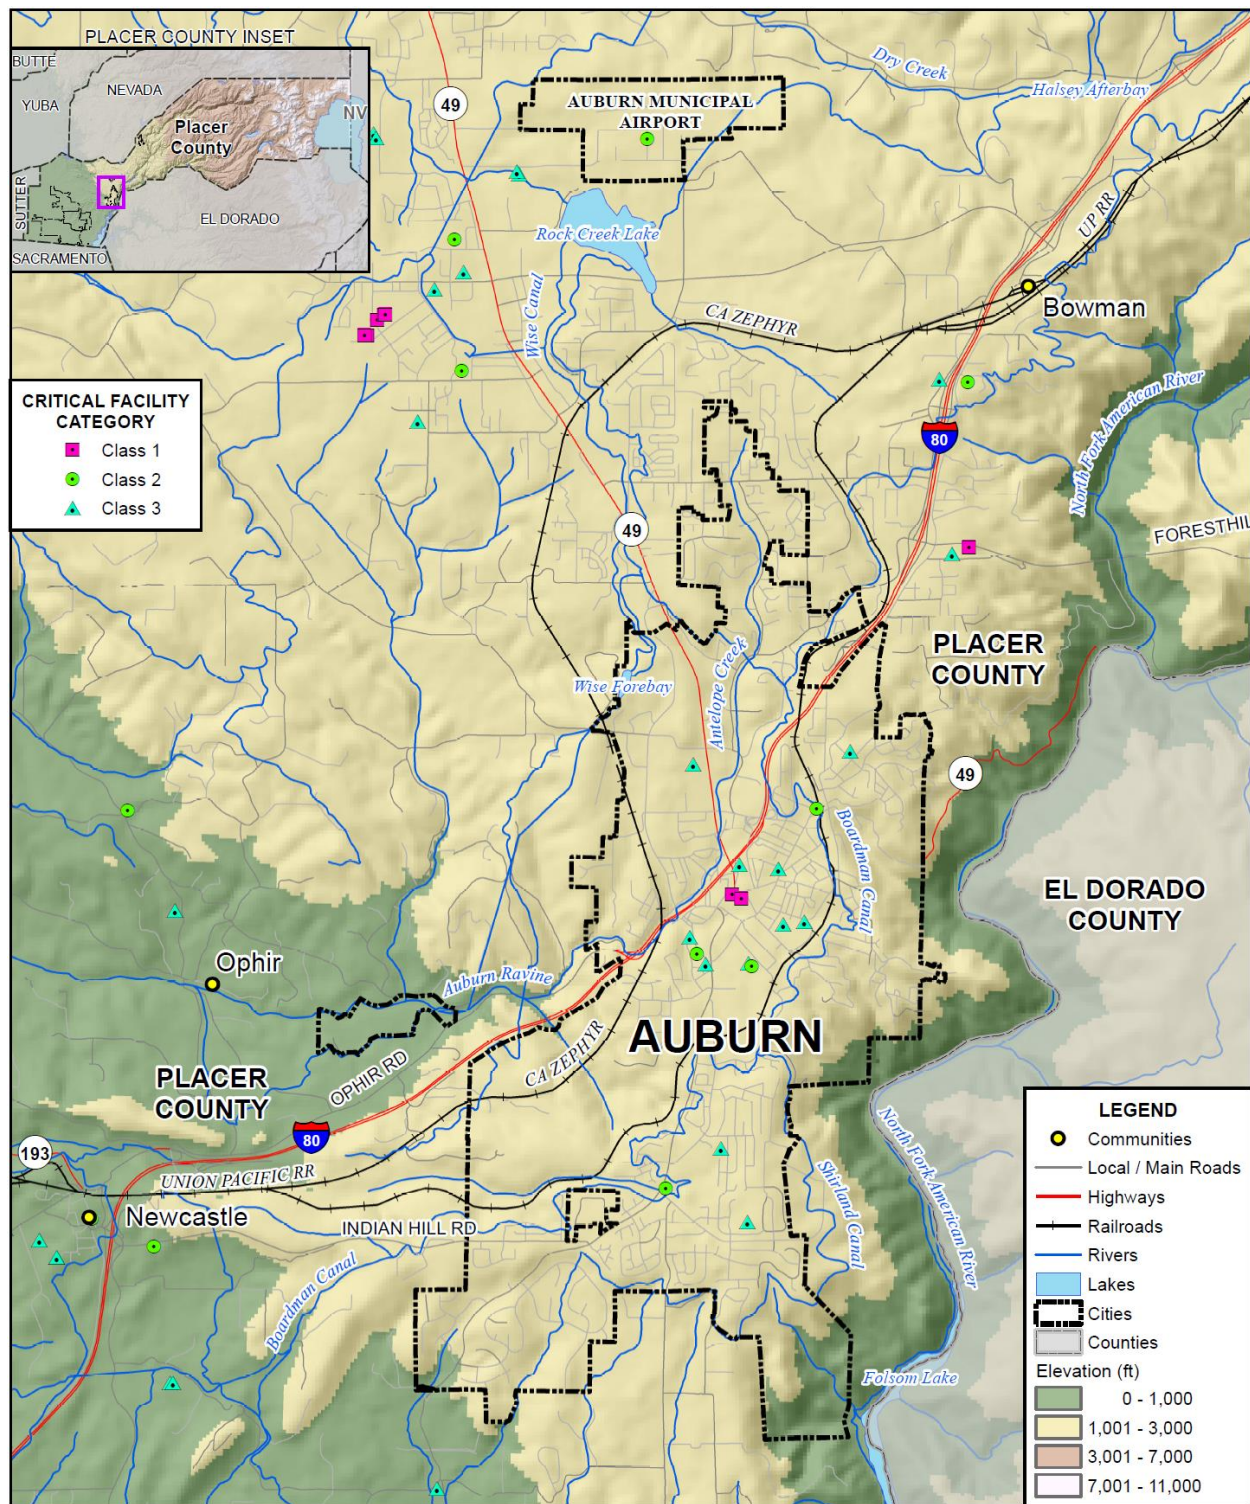 PLACER COUNTY INSET
BUTTE
YUBA
NEVADA
NV
Placer
County
SUTTER
EL DORADO
SACRAMENTO
49
AUBURN MUNICIPAL
AIRPORT
Dry Creek
Halsey Afterbay
Rock Creek Lake
UP RR
Bowman
Wise Canal
CA ZEPHYR
CRITICAL FACILITY
CATEGORY
Class 1
Class 2
Class 3
80
North Fork American River
49
FORESTHIL
PLACER
COUNTY
Wise Forebay
Antelope Creek
49
Boardman Canal
EL DORADO
COUNTY
Ophir
Auburn Ravine
AUBURN
PLACER
COUNTY
OPHIR RD
CA ZEPHYR
80
193
UNION PACIFIC RR
Newcastle
INDIAN HILL RD
Boardman Canal
Shirland Canal
North Fork American River
Folsom Lake
LEGEND
Communities
Local / Main Roads
Highways
Railroads
Rivers
Lakes
Cities
Counties
Elevation (ft)
0 - 1,000
1,001 - 3,000
3,001 - 7,000
7,001 - 11,000